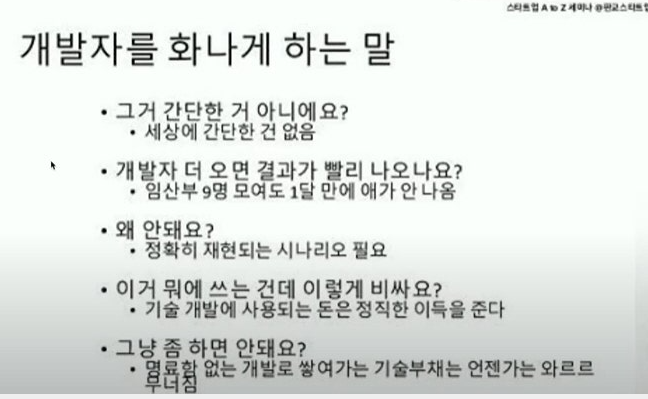 스타트업 A to Z 세미나 @판교스타트업
개발자를 화나게 하는 말
• 그거 간단한 거 아니에요?
• 세상에 간단한 건 없음
• 개발자 더 오면 결과가 빨리 나오나요?
• 임산부 9명 모여도 1달 만에 애가 안 나옴
• 왜 안돼요?
• 정확히 재현되는 시나리오 필요
• 이거 뭐에 쓰는 건데 이렇게 비싸요?
• 기술 개발에 사용되는 돈은 정직한 이득을 준다
• 그냥 좀 하면 안돼요?
• 명료함 없는 개발로 쌓여가는 기술부채는 언젠가는 와르르
무너짐